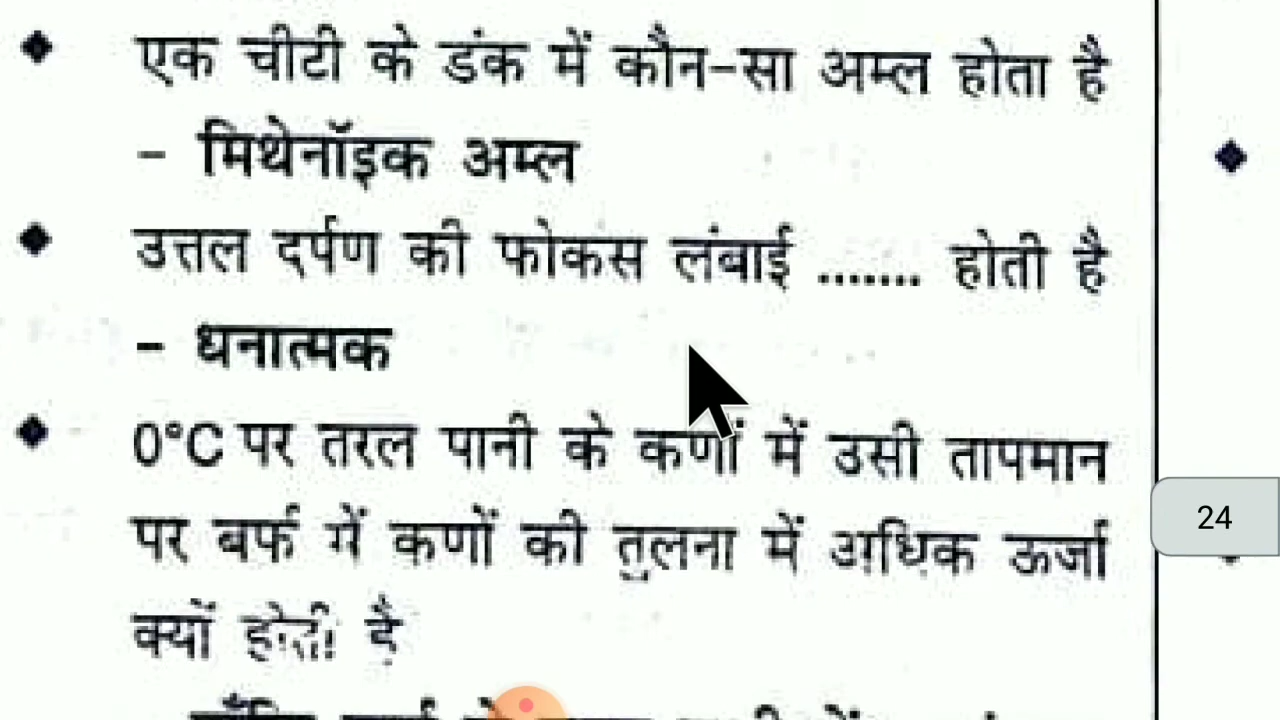 एक चीटी के डंक में कौन-सा अम्ल होता है
– मिथेनॉइक अम्ल
उत्तल दर्पण की फोकस लंबाई ....... होती है
– धनात्मक
0°C पर तरल पानी के कणों में उसी तापमान
पर बर्फ में कणों की तुलना में अधिक ऊर्जा
क्यों होती है
24